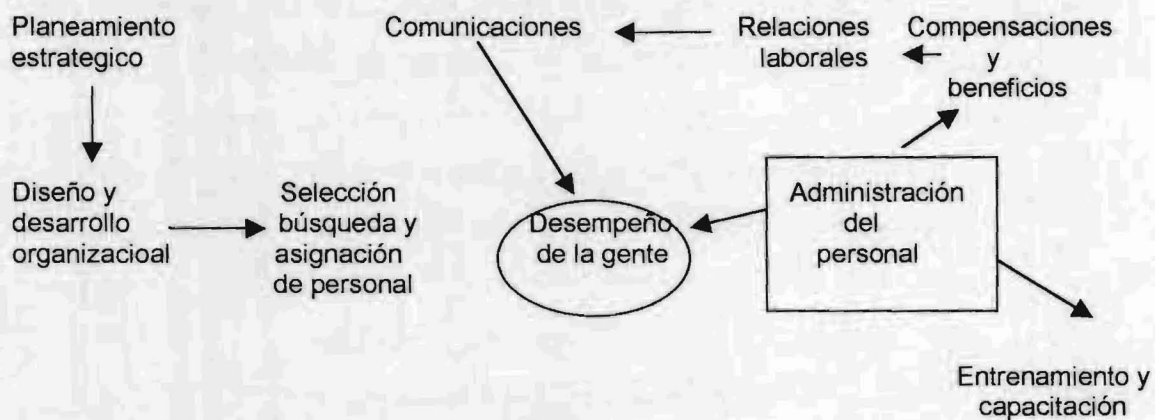 Planeamiento
estrategico
Comunicaciones
Relaciones
laborales
Compensaciones
y
beneficios
Diseño y
desarrollo
organizacioal
Selección
búsqueda y
asignación
de personal
Desempeño
de la gente
Administración
del
personal
Entrenamiento y
capacitación